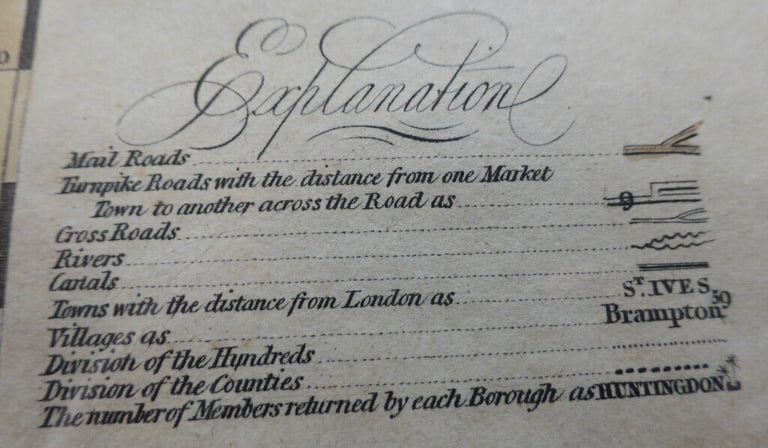 Explanation
Mail Roads
Turnpike Roads with the distance from one Market
Town to another across the Road as 9
Cross Roads
Rivers
Canals
Towns with the distance from London as ST. IVES 59
Villages as Brampton
Division of the Hundreds
Division of the Counties
The number of Members returned by each Borough as HUNTINGDON